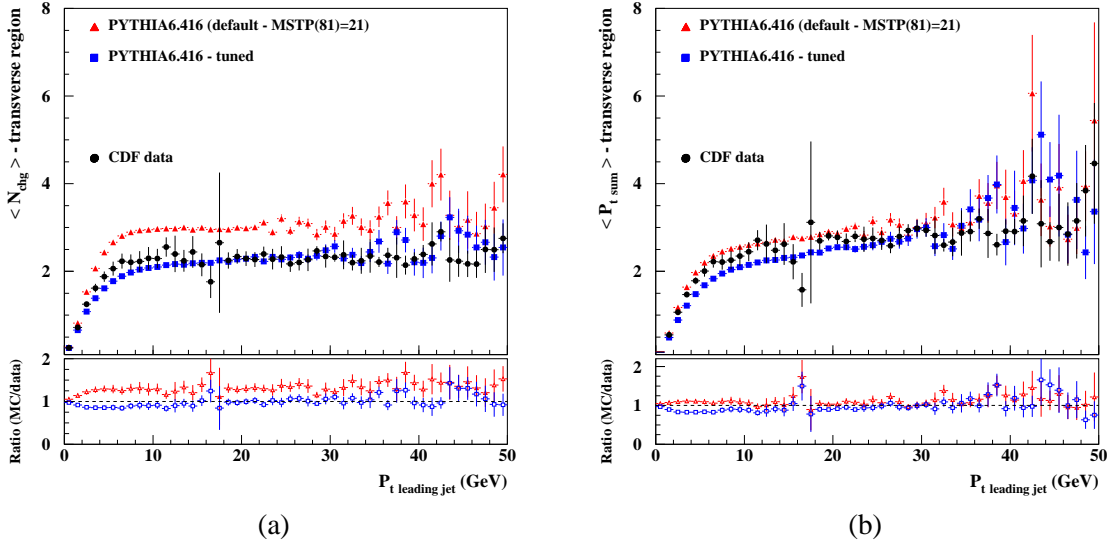 < N_chg > - transverse region
8
6
4
2
PYTHIA6.416 (default - MSTP(81)=21)
PYTHIA6.416 - tuned
CDF data
Ratio (MC/data)
2
1
0
0 10 20 30 40 50
P_t leading jet (GeV)
(a)
< P_t sum > - transverse region
8
6
4
2
PYTHIA6.416 (default - MSTP(81)=21)
PYTHIA6.416 - tuned
CDF data
Ratio (MC/data)
2
1
0
0 10 20 30 40 50
P_t leading jet (GeV)
(b)